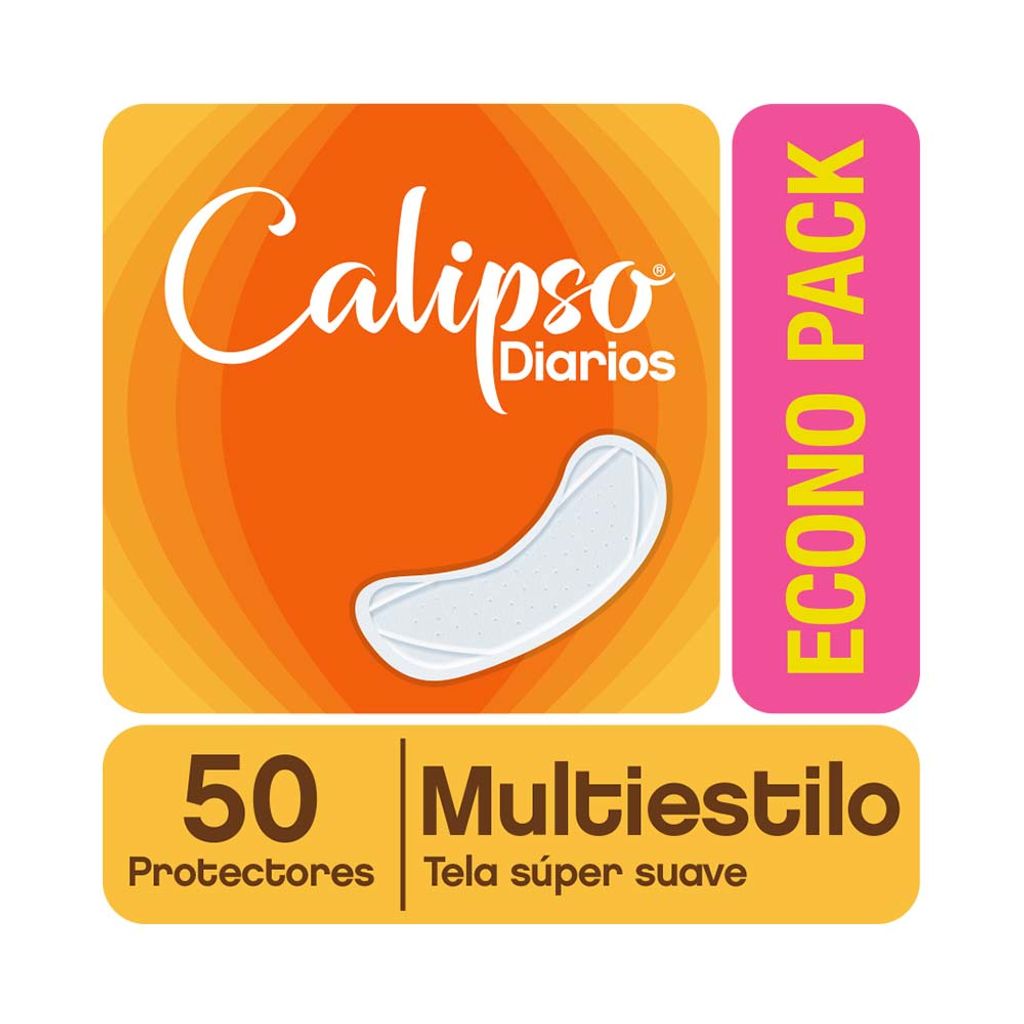 Calipso®
Diarios
ECONO PACK
50
Protectores
Multiestilo
Tela súper suave